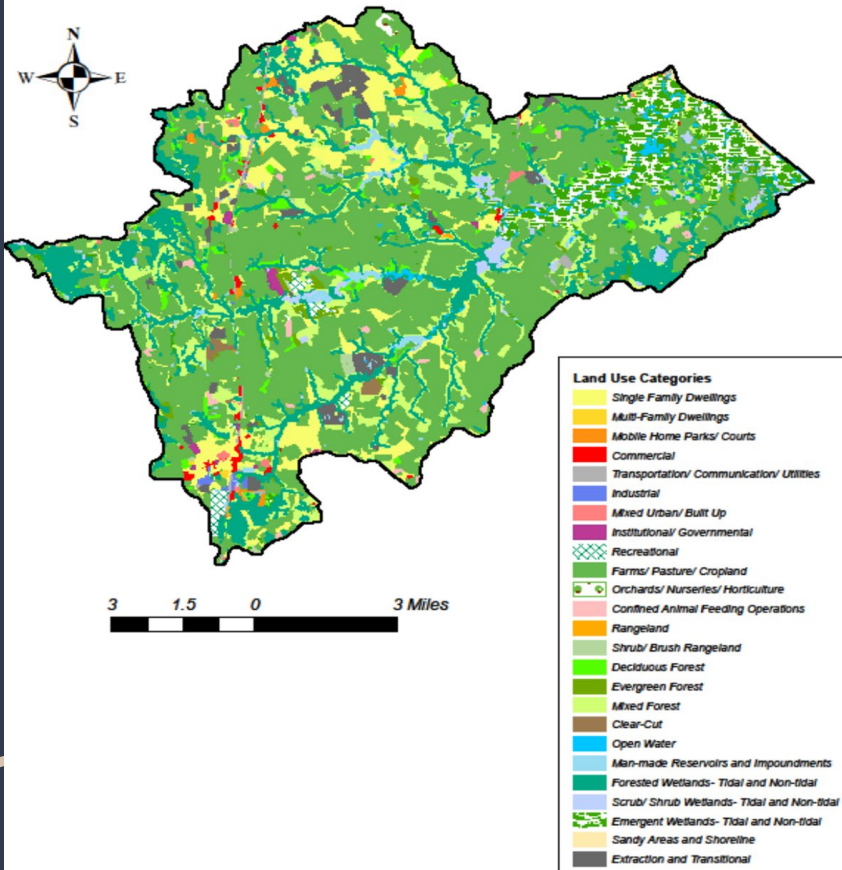 N
W E
S
3 1.5 0 3 Miles
Land Use Categories
Single Family Dwellings
Multi-Family Dwellings
Mobile Home Parks/ Courts
Commercial
Transportation/ Communication/ Utilities
Industrial
Mixed Urban/ Built Up
Institutional/ Governmental
Recreational
Farms/ Pasture/ Cropland
Orchards/ Nurseries/ Horticulture
Confined Animal Feeding Operations
Rangeland
Shrub/ Brush Rangeland
Deciduous Forest
Evergreen Forest
Mixed Forest
Clear-Cut
Open Water
Man-made Reservoirs and Impoundments
Forested Wetlands- Tidal and Non-tidal
Scrub/ Shrub Wetlands- Tidal and Non-tidal
Emergent Wetlands- Tidal and Non-tidal
Sandy Areas and Shoreline
Extraction and Transitional